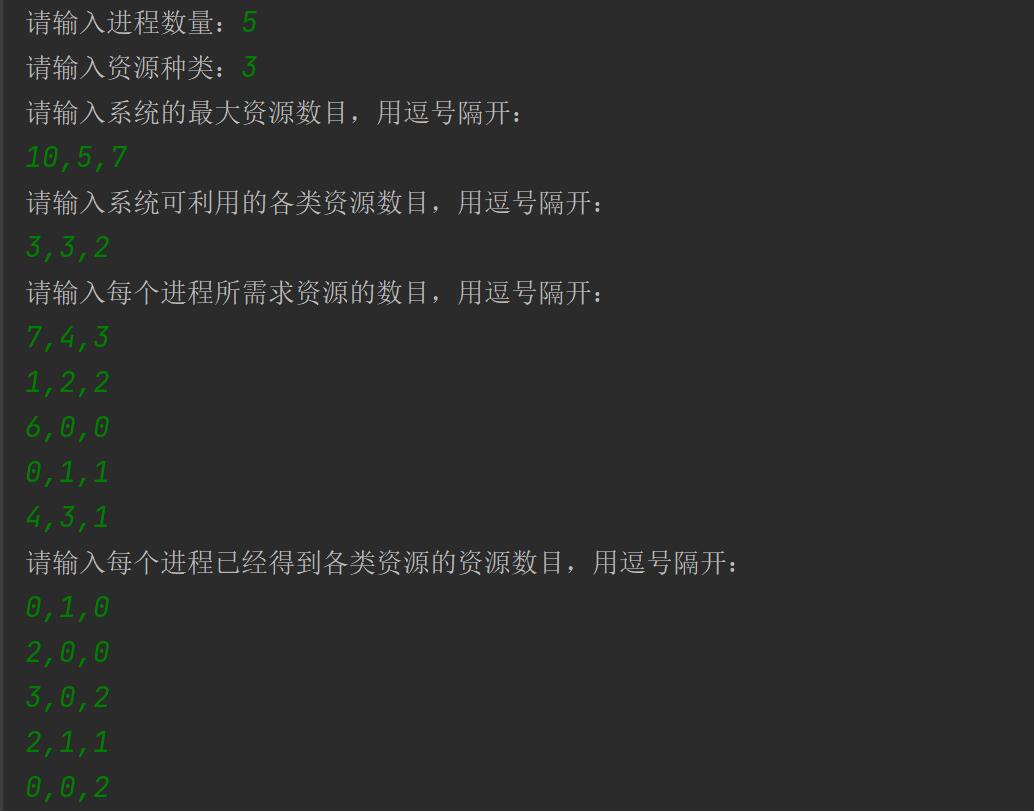 请输入进程数量：5
请输入资源种类：3
请输入系统的最大资源数目，用逗号隔开：
10,5,7
请输入系统可利用的各类资源数目，用逗号隔开：
3,3,2
请输入每个进程所需求资源的数目，用逗号隔开：
7,4,3
1,2,2
6,0,0
0,1,1
4,3,1
请输入每个进程已经得到各类资源的资源数目，用逗号隔开：
0,1,0
2,0,0
3,0,2
2,1,1
0,0,2